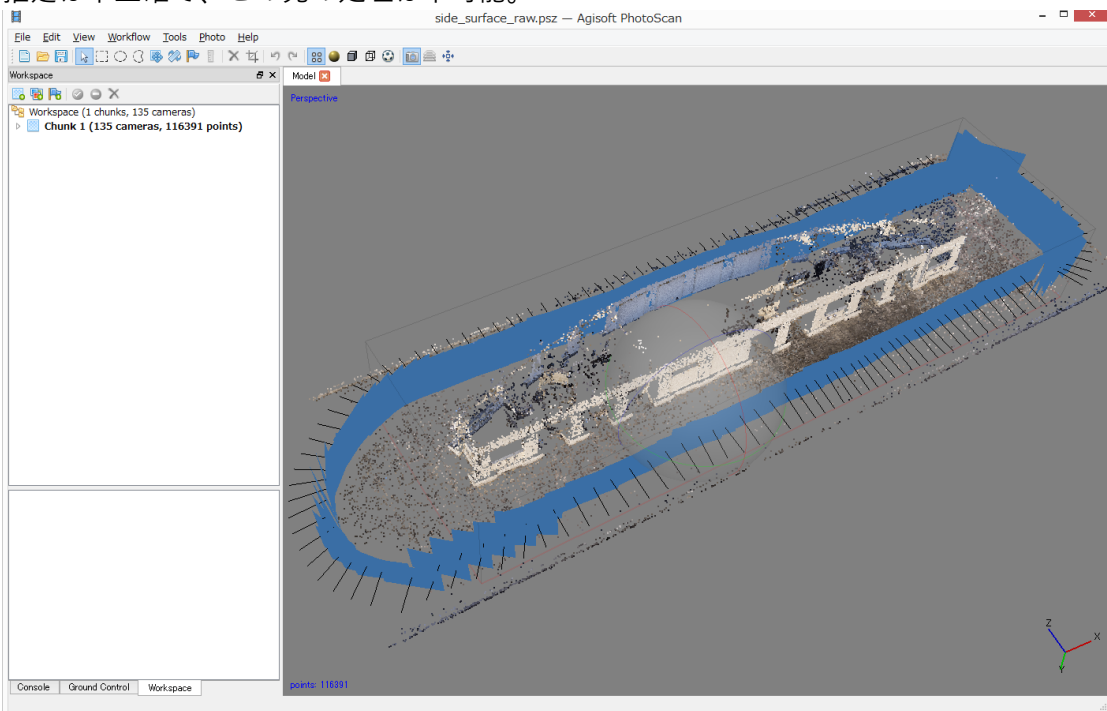 side_surface_raw.psz — Agisoft PhotoScan
File Edit View Workflow Tools Photo Help
Workspace
Model
Workspace (1 chunks, 135 cameras)
Chunk 1 (135 cameras, 116391 points)
Perspective
Z
X
Y
points: 116391
Console Ground Control Workspace